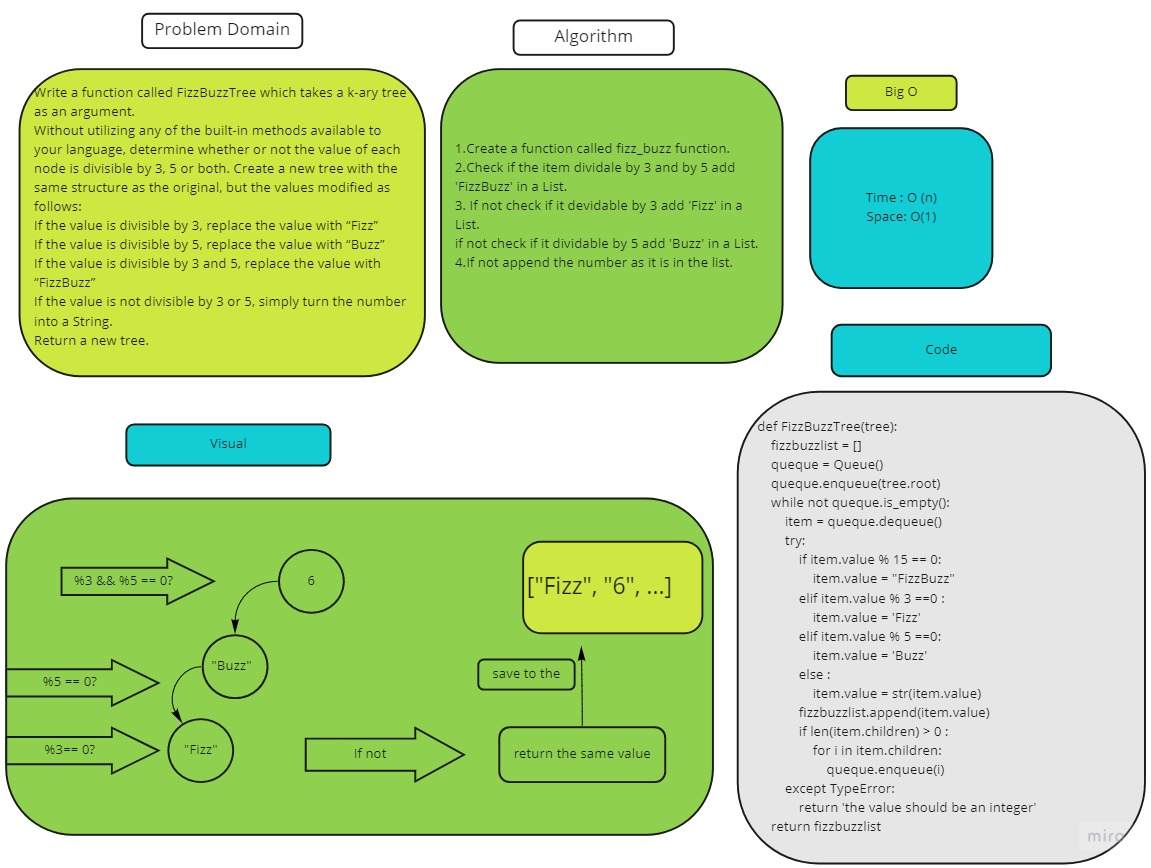 Problem Domain
Write a function called FizzBuzzTree which takes a k-ary tree
as an argument.
Without utilizing any of the built-in methods available to
your language, determine whether or not the value of each
node is divisible by 3, 5 or both. Create a new tree with the
same structure as the original, but the values modified as
follows:
If the value is divisible by 3, replace the value with “Fizz”
If the value is divisible by 5, replace the value with “Buzz”
If the value is divisible by 3 and 5, replace the value with
“FizzBuzz”
If the value is not divisible by 3 or 5, simply turn the number
into a String.
Return a new tree.
Algorithm
1.Create a function called fizz_buzz function.
2.Check if the item dividale by 3 and by 5 add
'FizzBuzz' in a List.
3. If not check if it devidable by 3 add 'Fizz' in a
List.
if not check if it dividable by 5 add 'Buzz' in a List.
4.If not append the number as it is in the list.
Big O
Time : O (n)
Space: O(1)
Visual
%3 && %5 == 0?
6
"Buzz"
%5 == 0?
"Fizz"
%3== 0?
If not
return the same value
save to the
["Fizz", "6", ...]
Code
def FizzBuzzTree(tree):
fizzbuzzlist = []
queque = Queue()
queque.enqueue(tree.root)
while not queque.is_empty():
item = queque.dequeue()
try:
if item.value % 15 == 0:
item.value = "FizzBuzz"
elif item.value % 3 ==0 :
item.value = 'Fizz'
elif item.value % 5 ==0:
item.value = 'Buzz'
else :
item.value = str(item.value)
fizzbuzzlist.append(item.value)
if len(item.children) > 0 :
for i in item.children:
queque.enqueue(i)
except TypeError:
return 'the value should be an integer'
return fizzbuzzlist
miro